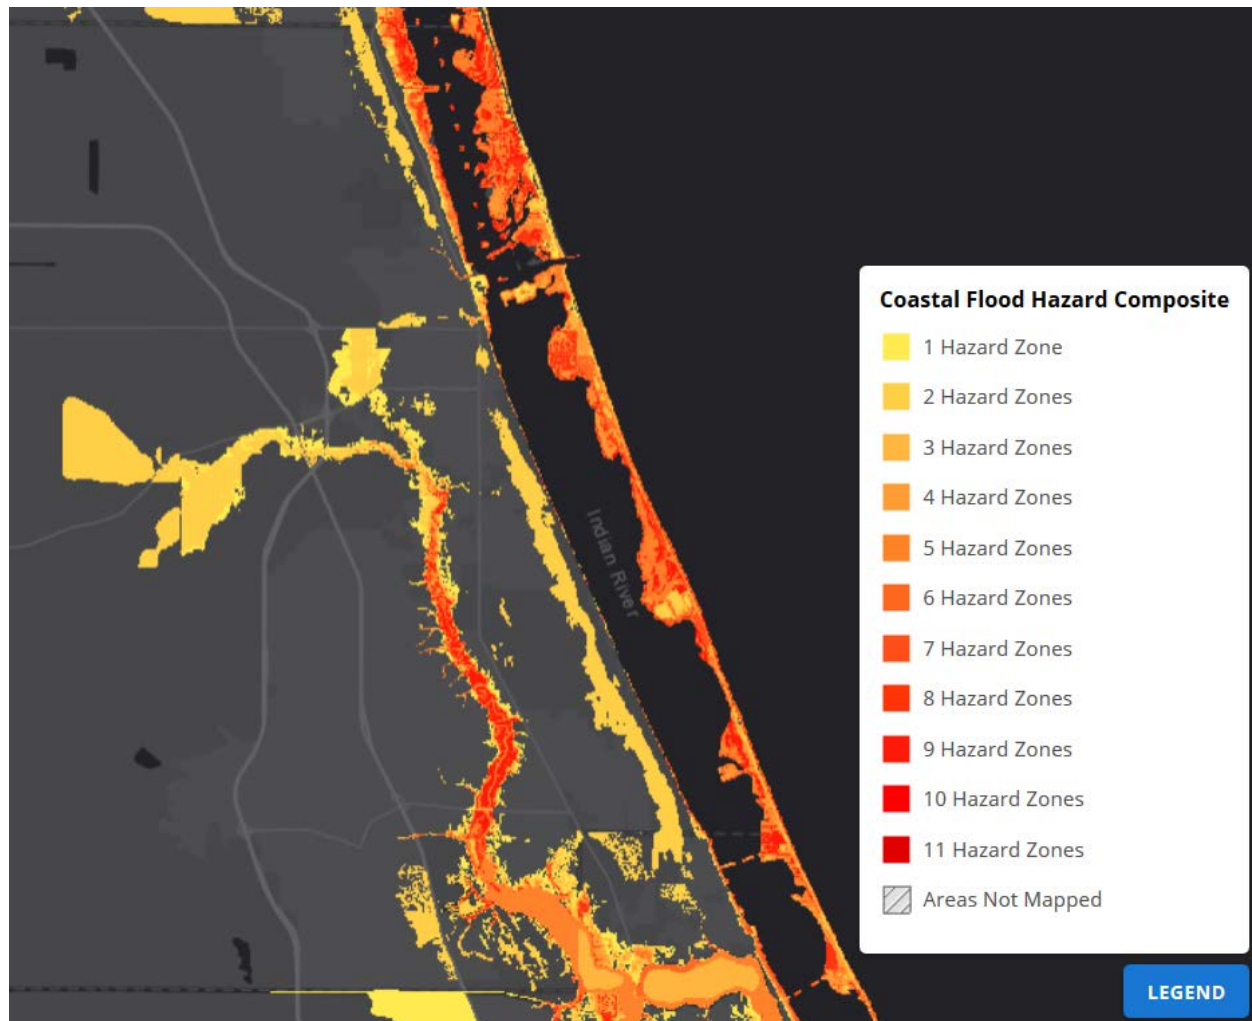 Coastal Flood Hazard Composite
1 Hazard Zone
2 Hazard Zones
3 Hazard Zones
4 Hazard Zones
5 Hazard Zones
6 Hazard Zones
7 Hazard Zones
8 Hazard Zones
9 Hazard Zones
10 Hazard Zones
11 Hazard Zones
Areas Not Mapped
Indian River
LEGEND